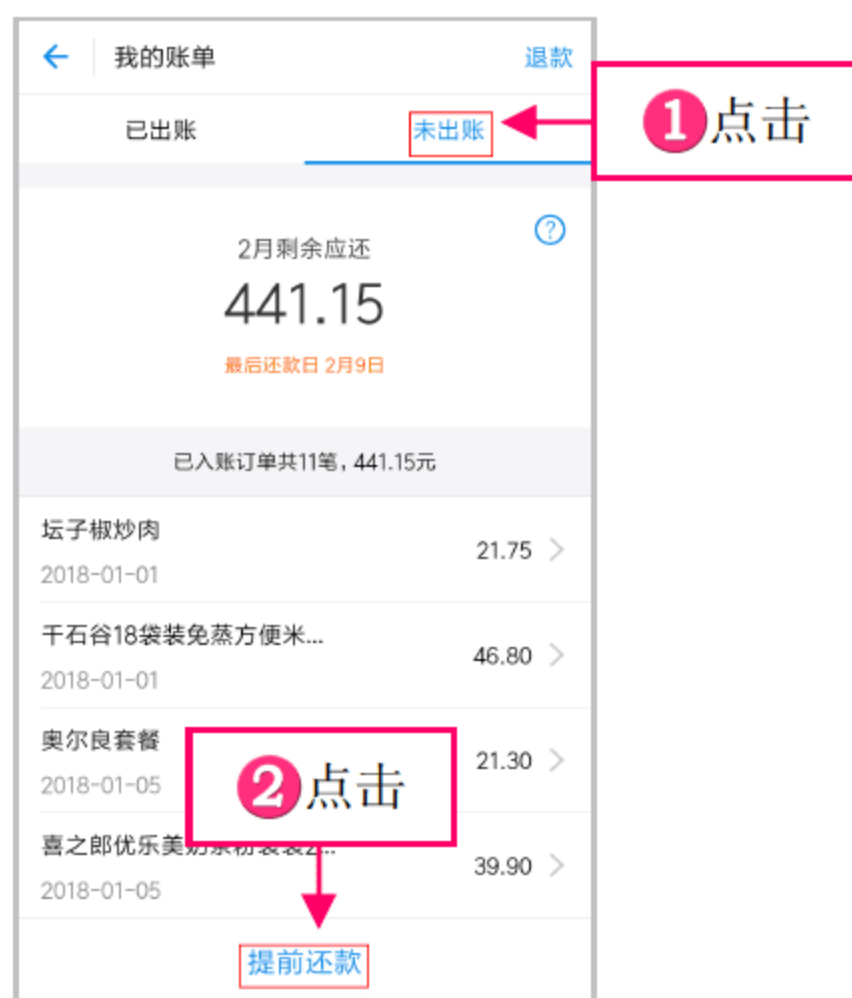 我的账单 退款
已出账 未出账
1 点击
2月剩余应还 ?
441.15
最后还款日 2月9日
已入账订单共11笔，441.15元
坛子椒炒肉
2018-01-01
21.75
千石谷18袋装免蒸方便米...
2018-01-01
46.80
奥尔良套餐
2018-01-05
21.30
2 点击
喜之郎优乐美
2018-01-05
39.90
提前还款